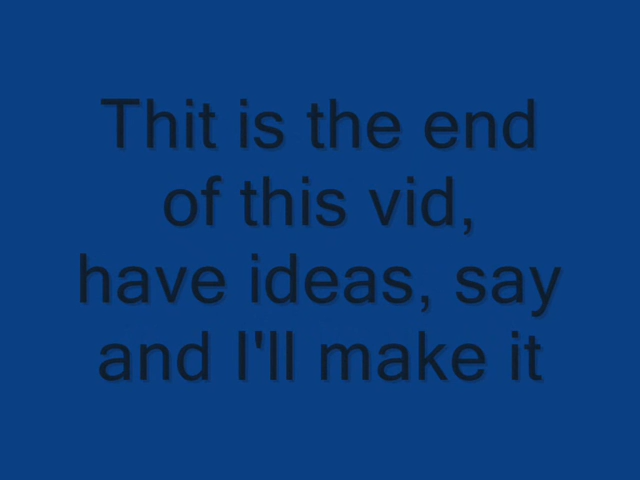 Thit is the end
of this vid,
have ideas, say
and I'll make it